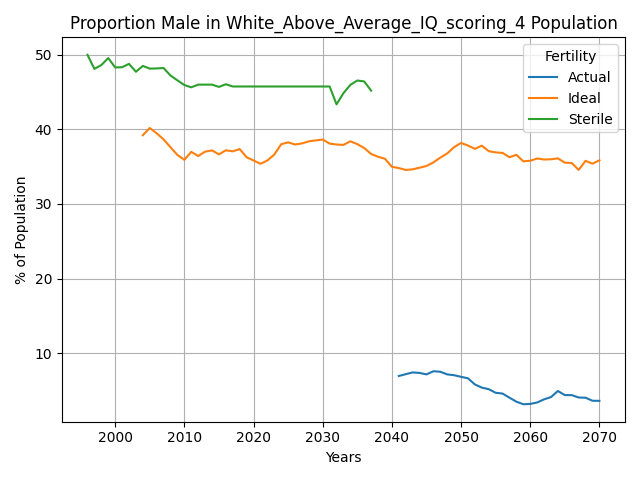 Proportion Male in White_Above_Average_IQ_scoring_4 Population
Fertility
Actual
Ideal
Sterile
% of Population
50
40
30
20
10
2000 2010 2020 2030 2040 2050 2060 2070
Years